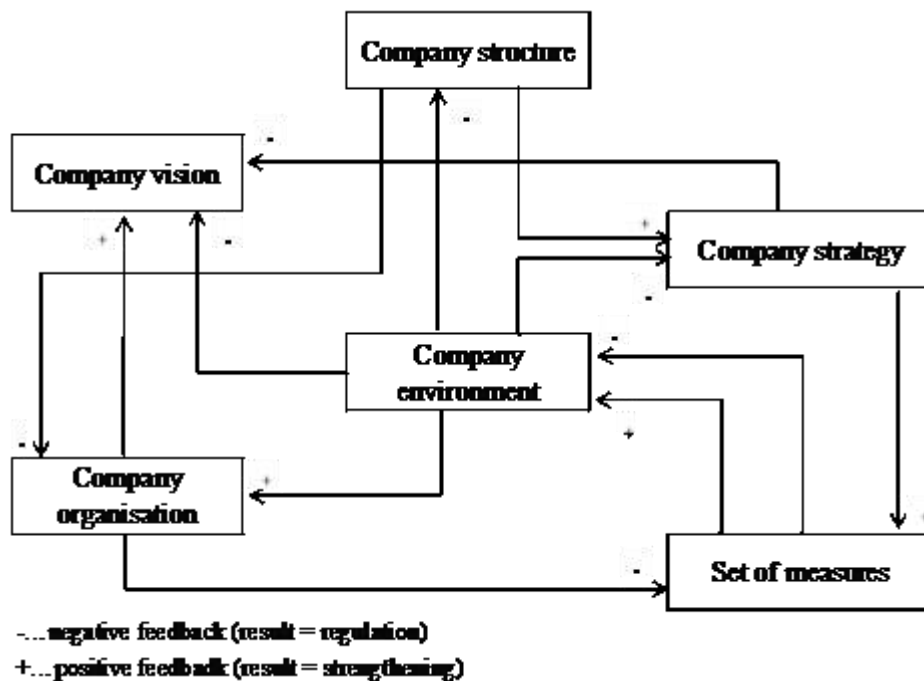 Company structure
-
-
Company vision
+
-
+
Company strategy
-
-
Company
environment
+
-
Company
organisation
+
+
-
Set of measures
-... negative feedback (result = regulation)
+... positive feedback (result = strengthening)